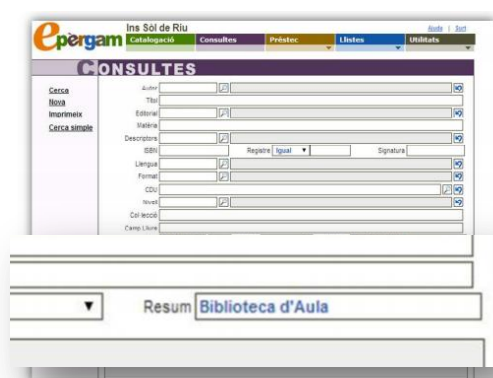 Ins Sòl de Riu
Ajuda | Sort
epergam
Catalogació Consultes Préstec Llistes Utilitats
CONSULTES
Cerca
Nova
Imprimeix
Cerca simple
Autor
Títol
Editorial
Matèria
Descriptors
ISBN Registre Igual Signatura
Llengua
Format
CDU
Nivell
Col·lecció
Camp Lliure
Resum Biblioteca d'Aula